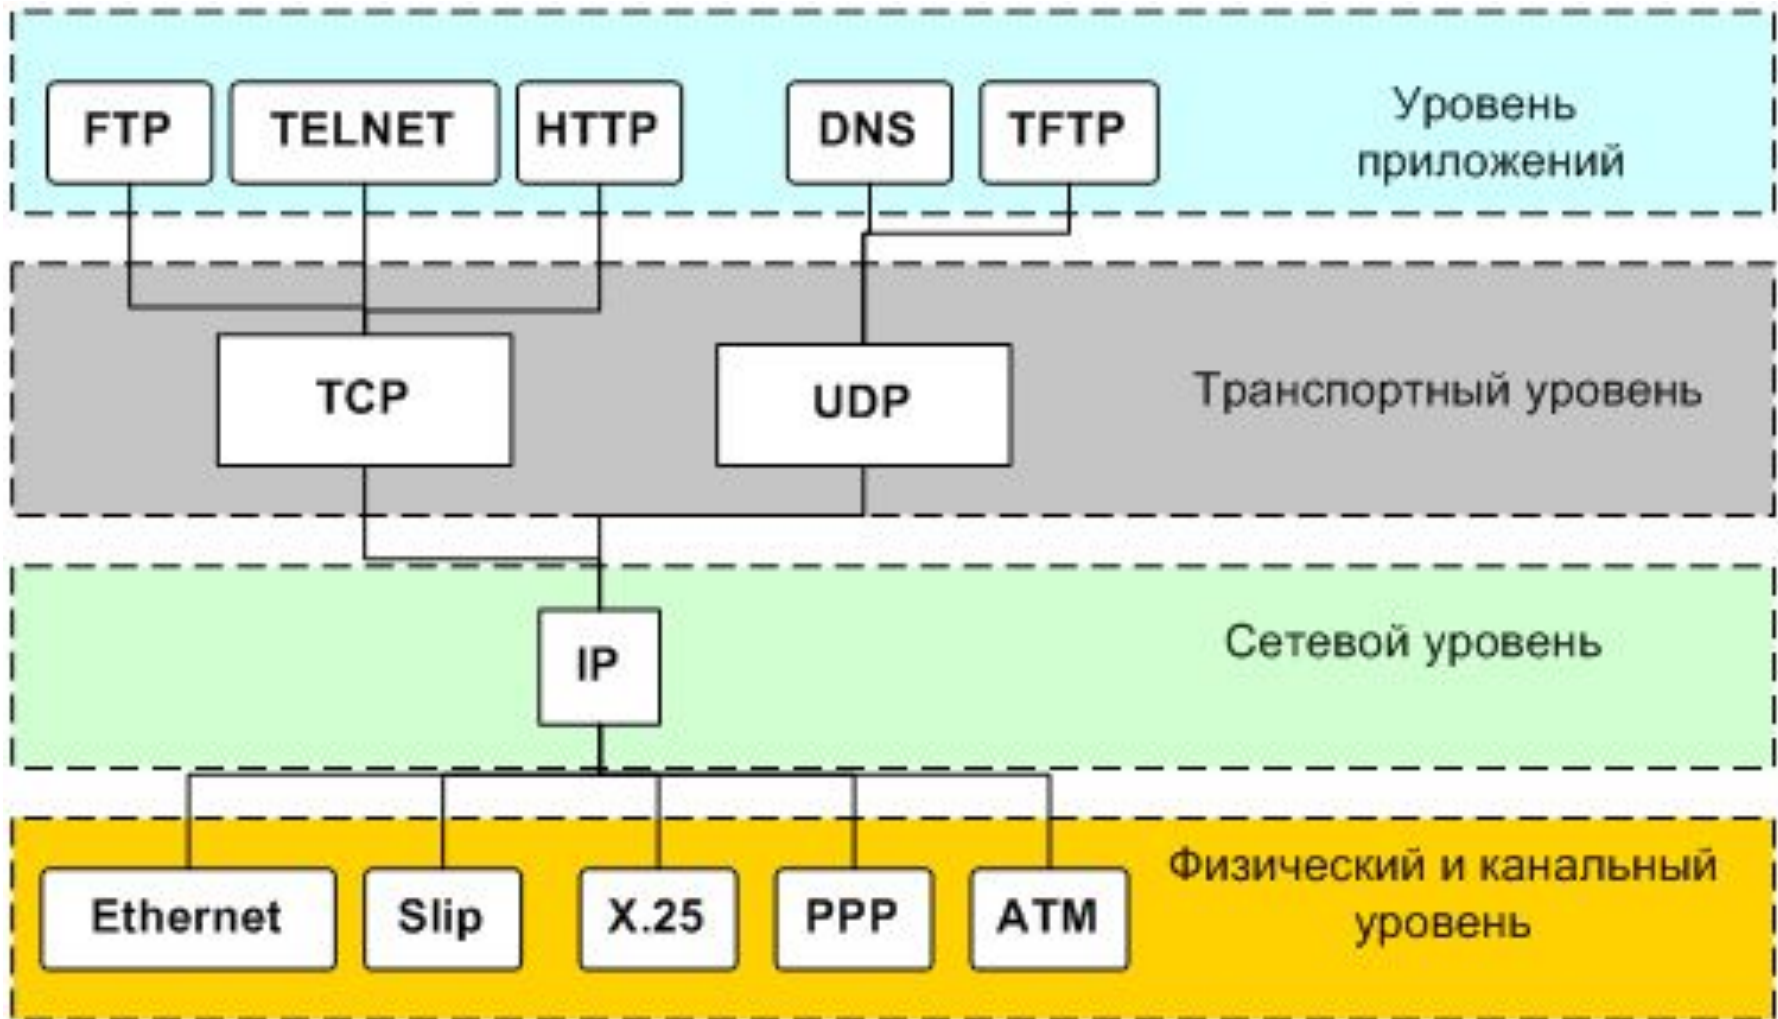 FTP TELNET HTTP DNS TFTP
Уровень
приложений
TCP UDP Транспортный уровень
IP Сетевой уровень
Физический и канальный
уровень
Ethernet Slip X.25 PPP ATM